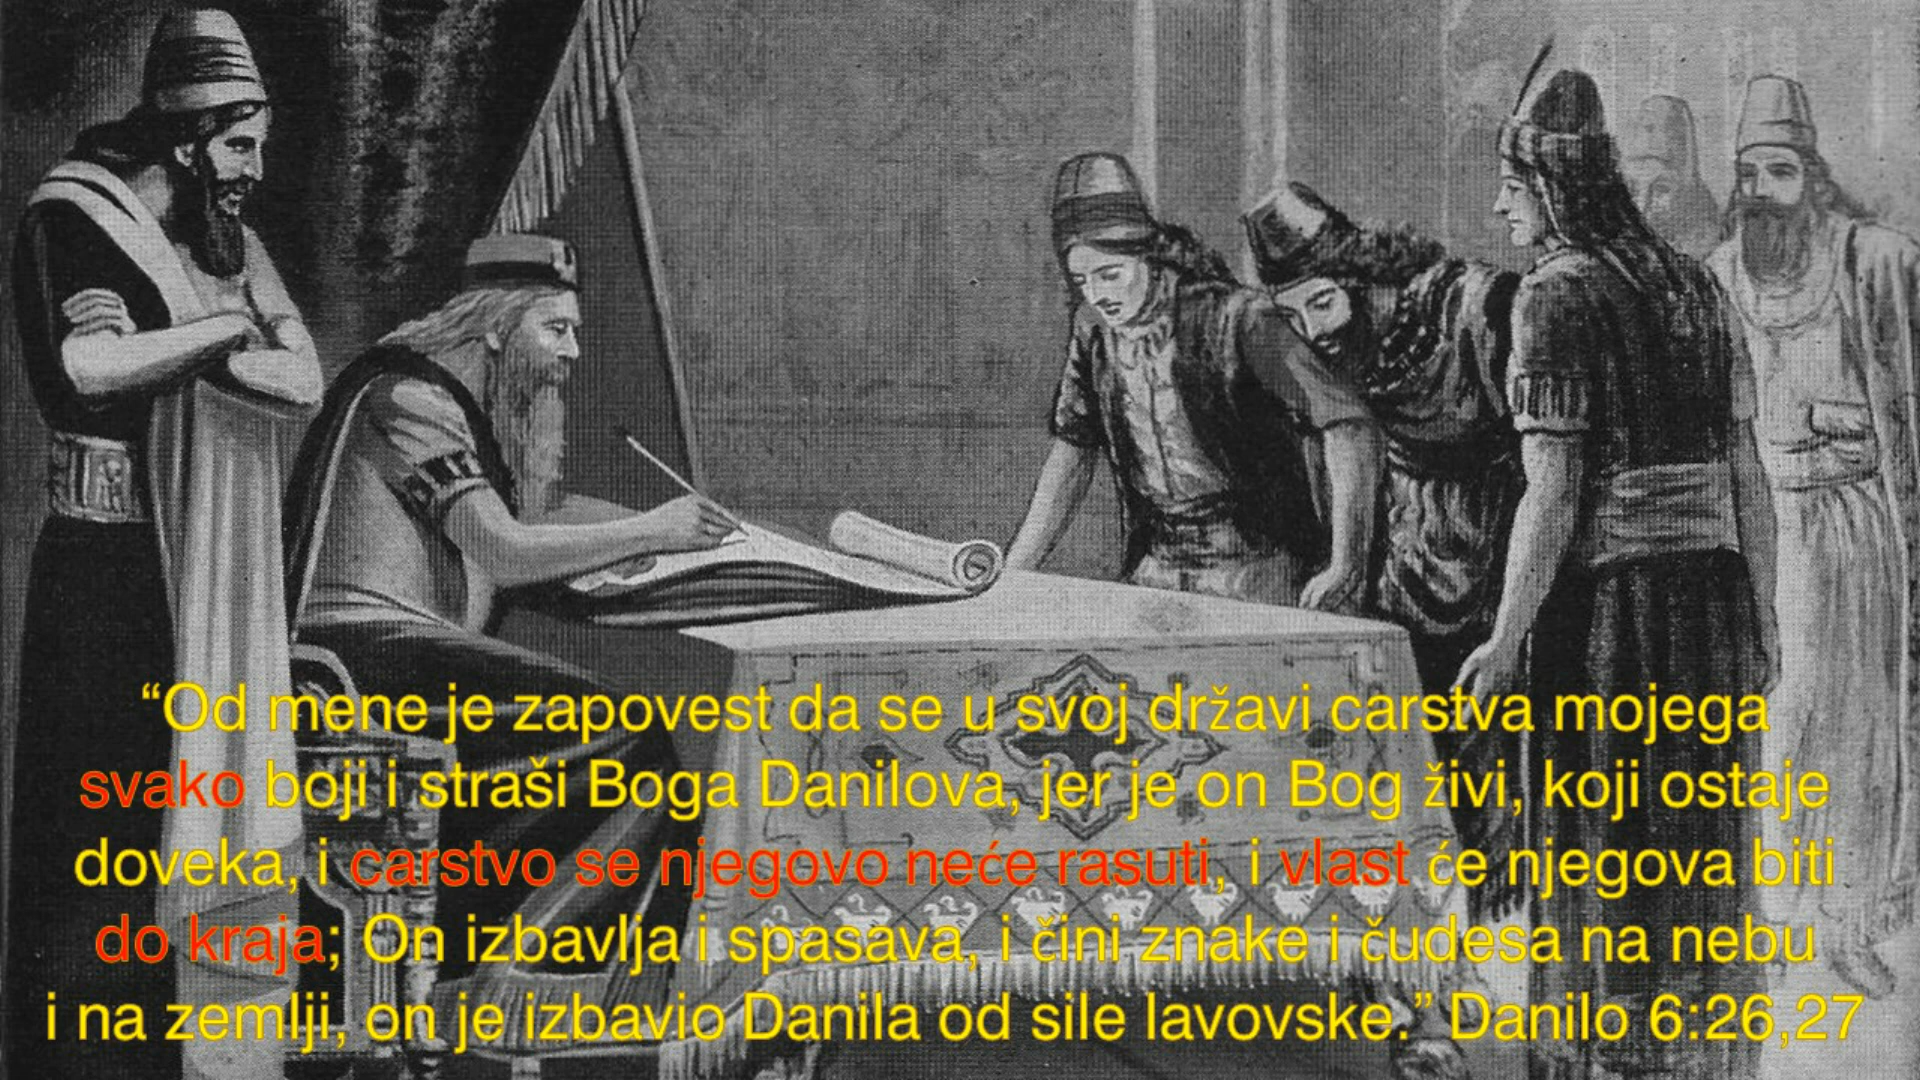 “Od mene je zapovest da se u svoj državi carstva mojega
svako boji i straši Boga Danilova, jer je on Bog živi, koji ostaje
doveka, i carstvo se njegovo neće rasuti, i vlast će njegova biti
do kraja; On izbavlja i spasava, i čini znake i čudesa na nebu
i na zemlji, on je izbavio Danila od sile lavovske.” Danilo 6:26,27